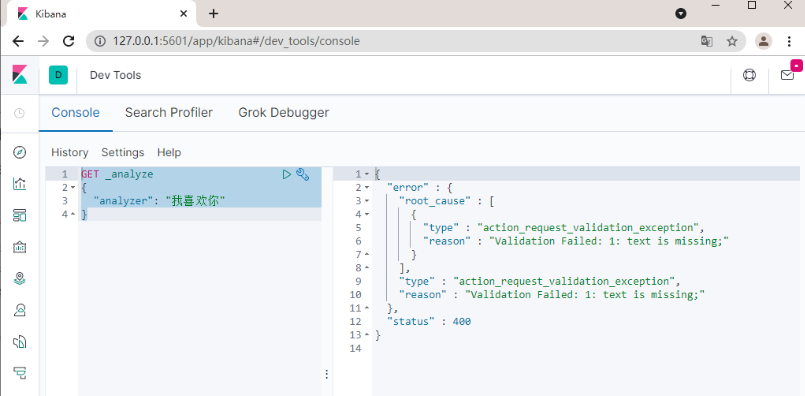 Kibana
127.0.0.1:5601/app/kibana#/dev_tools/console
D Dev Tools
Console Search Profiler Grok Debugger
History Settings Help
1 GET _analyze
2 {
3 "analyzer": "我喜欢你"
4 }
1 {
2 "error" : {
3 "root_cause" : [
4 {
5 "type" : "action_request_validation_exception",
6 "reason" : "Validation Failed: 1: text is missing;"
7 }
8 ],
9 "type" : "action_request_validation_exception",
10 "reason" : "Validation Failed: 1: text is missing;"
11 },
12 "status" : 400
13 }
14